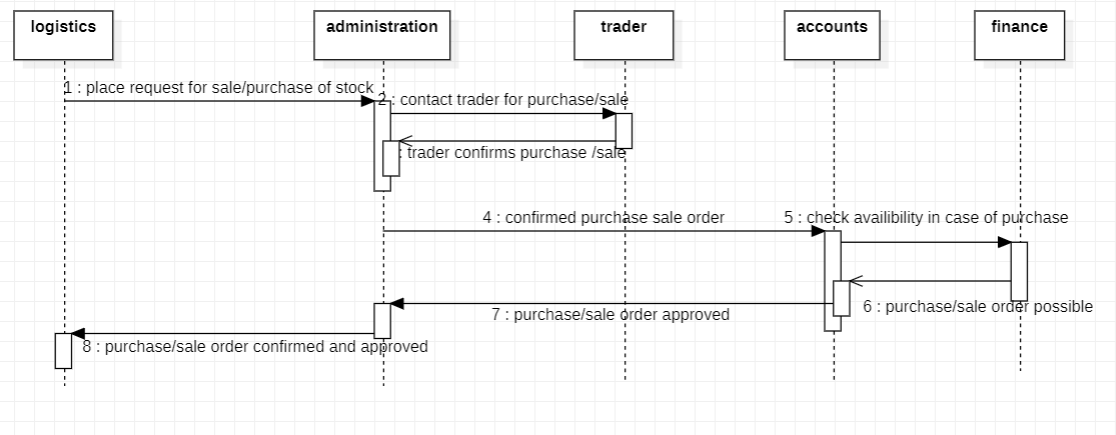 logistics
administration
trader
accounts
finance
1 : place request for sale/purchase of stock
2 : contact trader for purchase/sale
: trader confirms purchase /sale
4 : confirmed purchase sale order
5 : check availibility in case of purchase
6 : purchase/sale order possible
7 : purchase/sale order approved
8 : purchase/sale order confirmed and approved